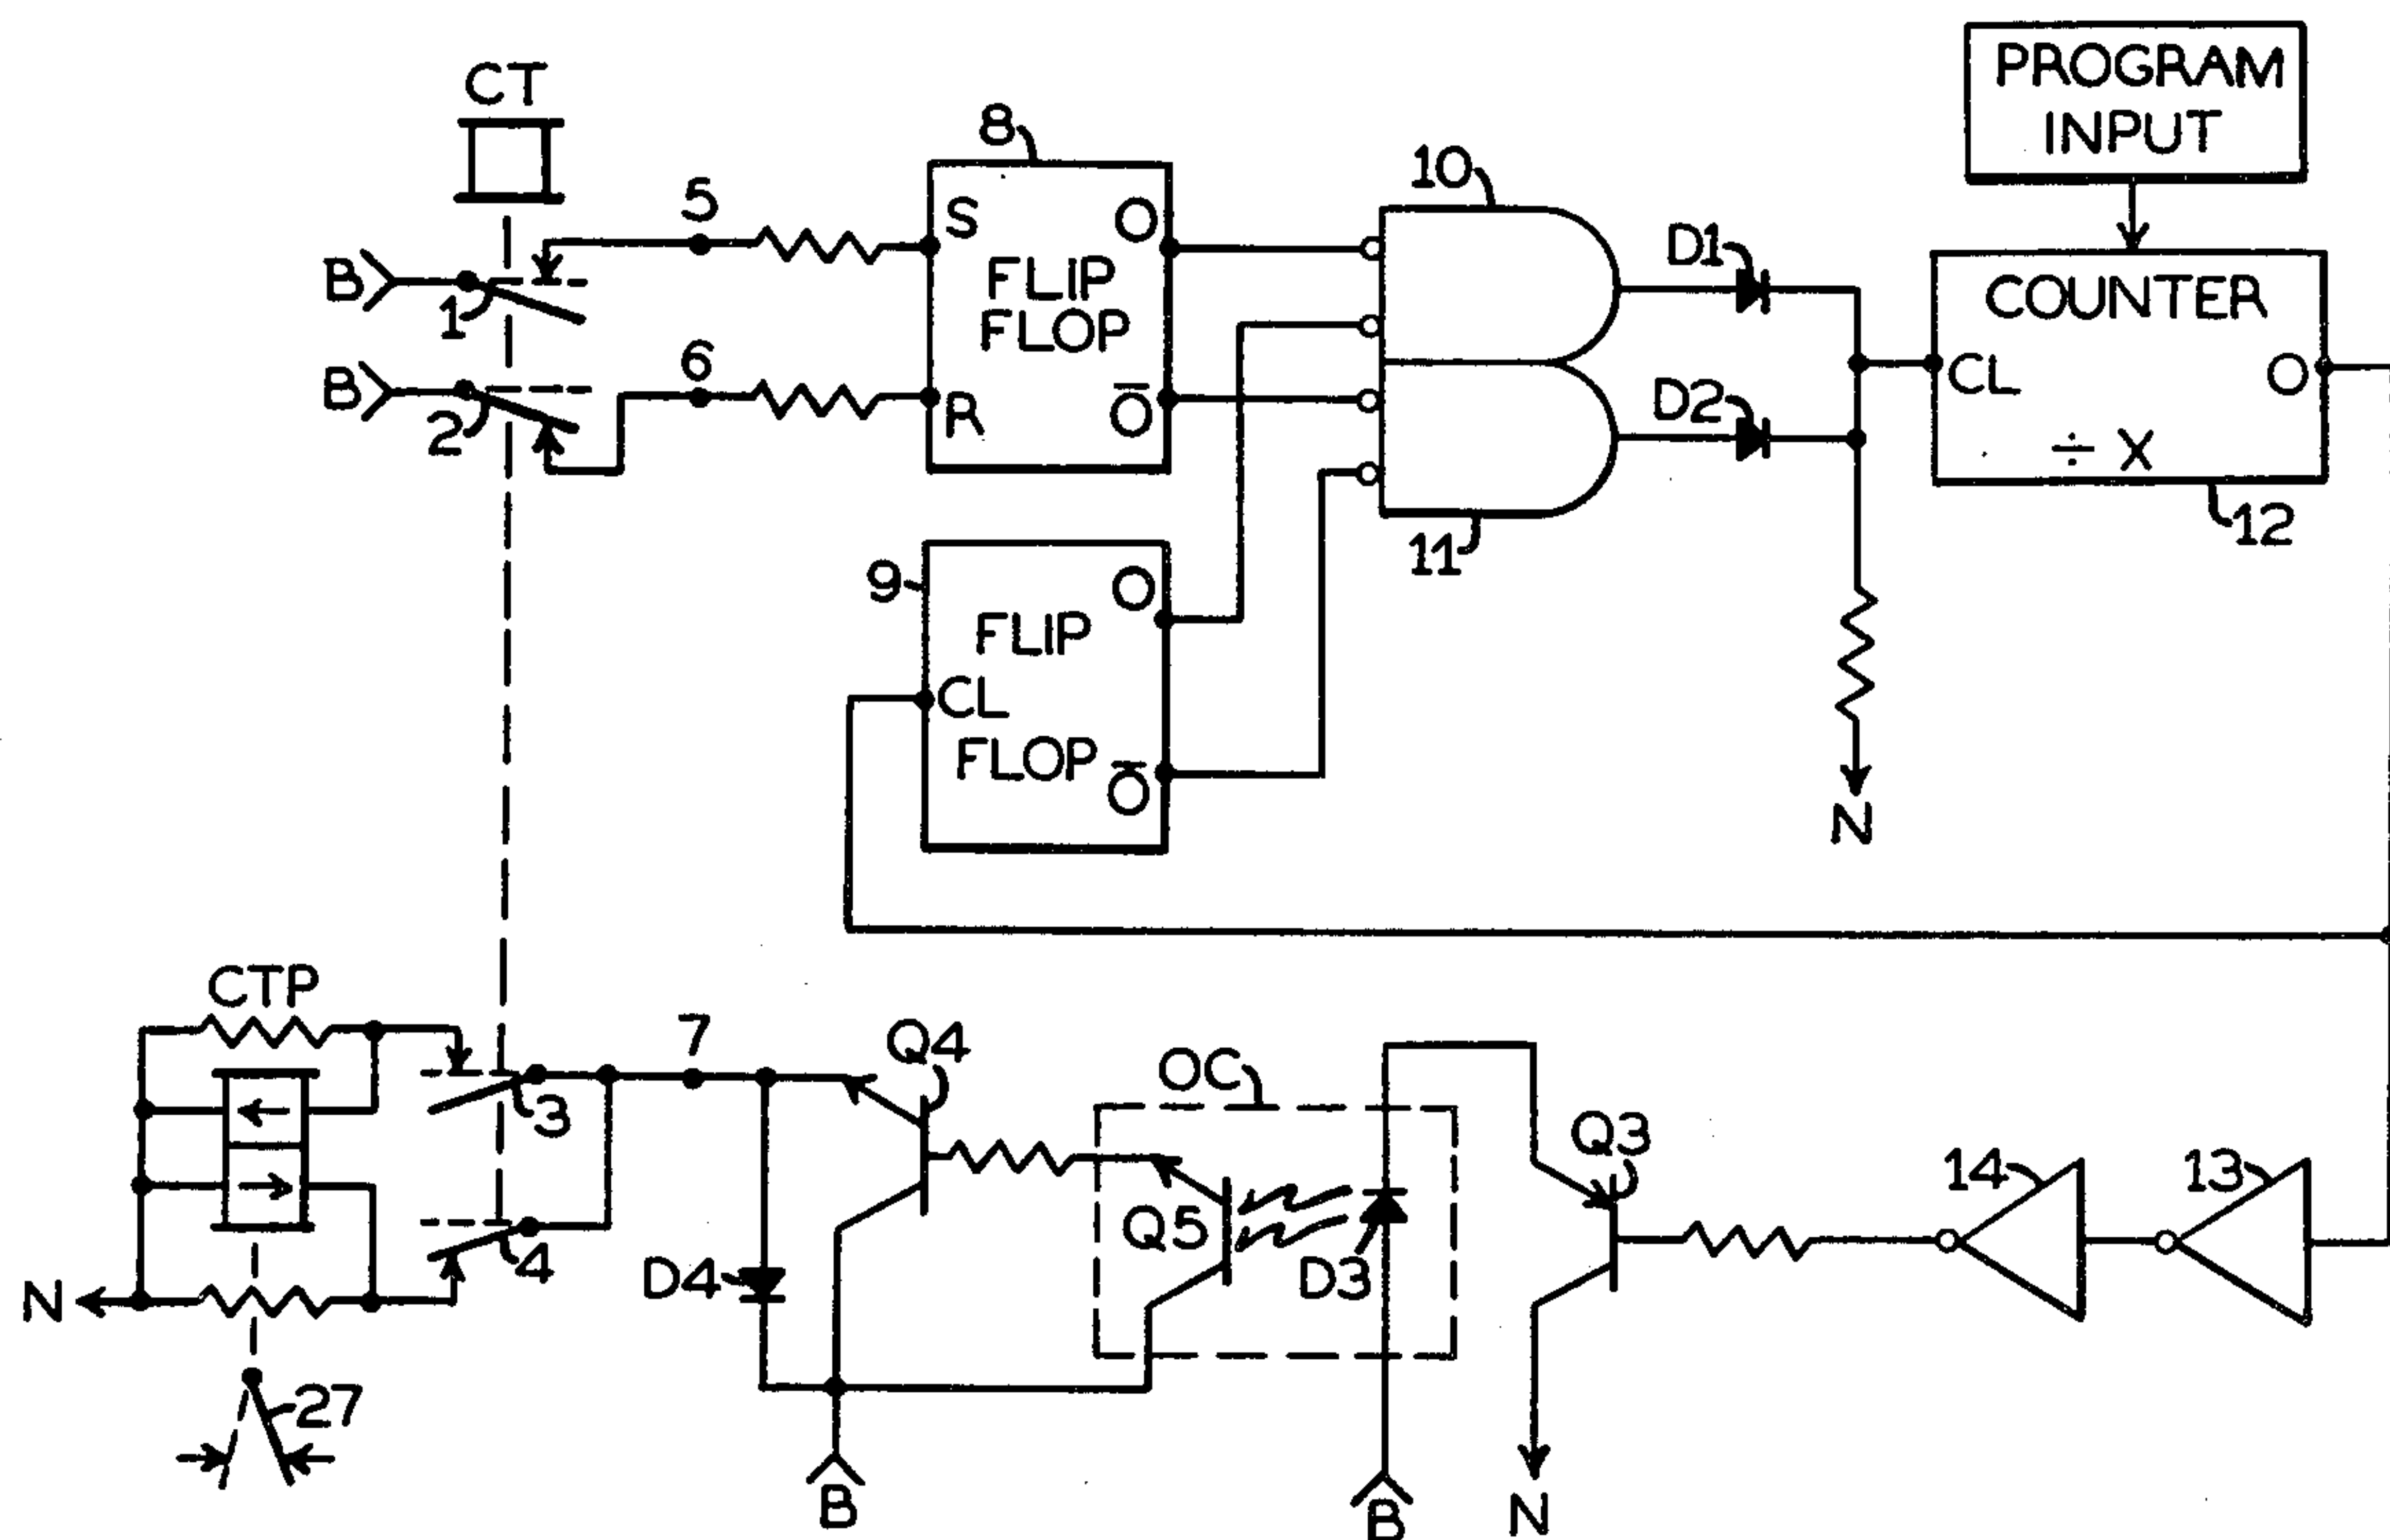 PROGRAM
INPUT
CT
8
10
D1
5
S
O
COUNTER
B
1
FLIP
FLOP
CL
O
6
D2
B
2
R
O̅
÷ X
11
12
9
O
FLIP
CL
FLOP
O̅
N
CTP
7
Q4
OC
3
Q3
14
13
Q5
4
D4
D3
N
27
B
B
N